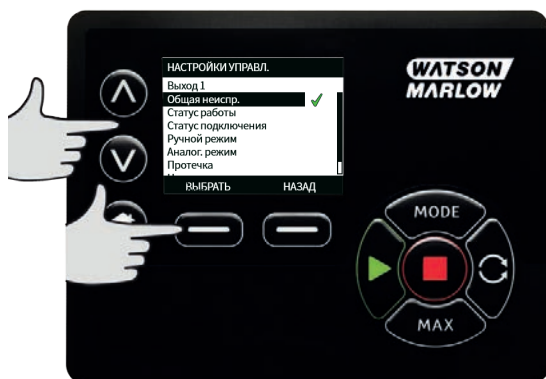 НАСТРОЙКИ УПРАВЛ.
Выход 1
Общая неиспр.
Статус работы
Статус подключения
Ручной режим
Аналог. режим
Протечка
ВЫБРАТЬ НАЗАД
WATSON
MARLOW
MODE
MAX